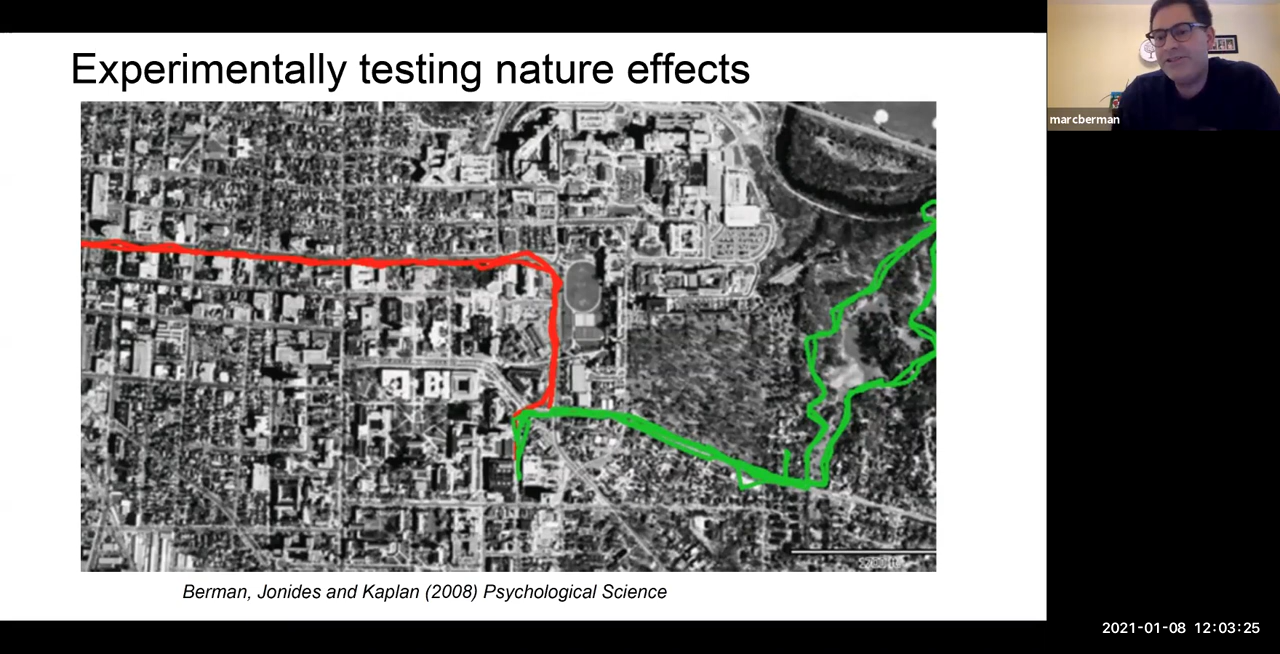 Experimentally testing nature effects
marcberman
Berman, Jonides and Kaplan (2008) Psychological Science
2021-01-08 12:03:25